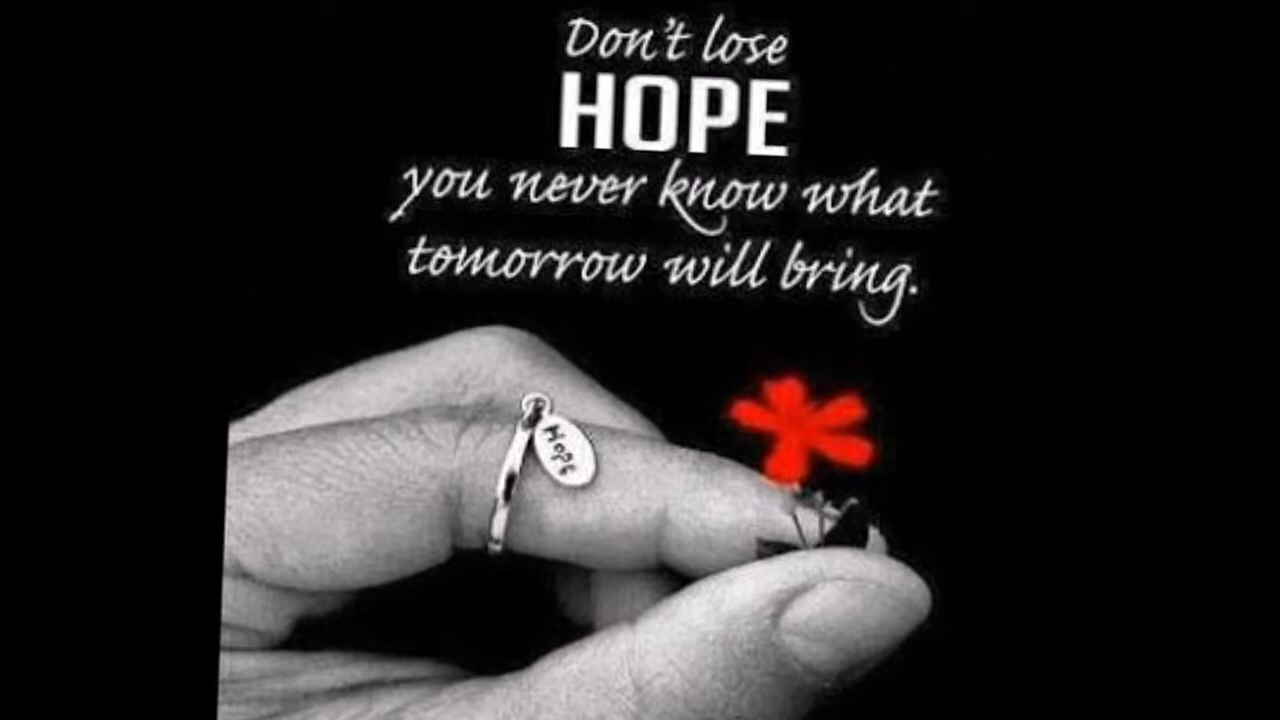 Don't lose
HOPE
you never know what
tomorrow will bring.
Hope